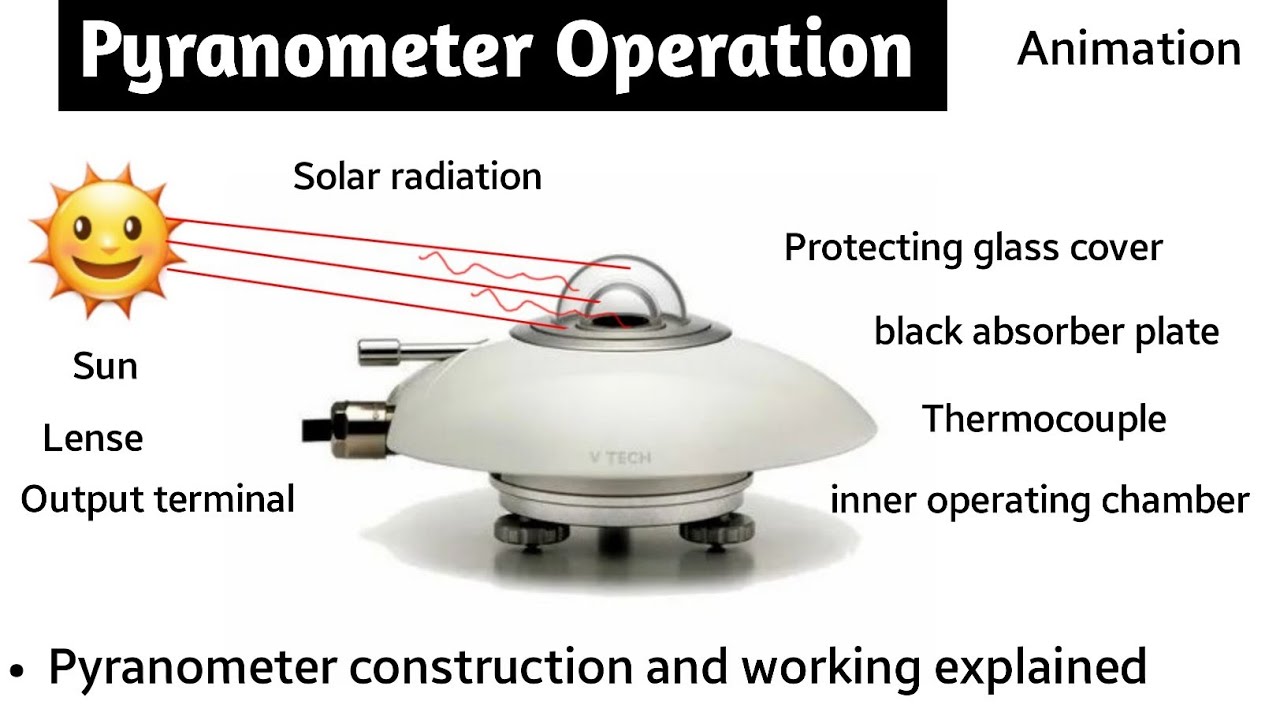 Pyranometer Operation
Animation
Solar radiation
Protecting glass cover
black absorber plate
Sun
Thermocouple
Lense
V TECH
Output terminal
inner operating chamber
• Pyranometer construction and working explained